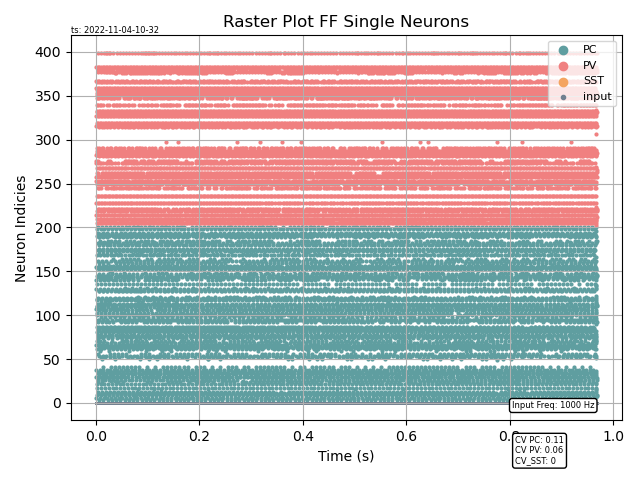 Raster Plot FF Single Neurons
ts: 2022-11-04-10-32
PC
PV
SST
input
400
350
300
250
200
150
100
50
0
Neuron Indicies
Input Freq: 1000 Hz
0.0 0.2 0.4 0.6 0.8 1.0
Time (s)
CV PC: 0.11
CV PV: 0.06
CV_SST: 0